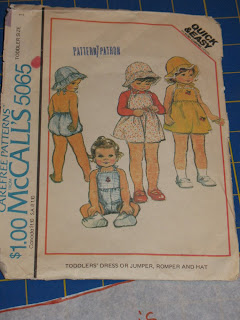 TODDLER SIZE
2
QUICK
& EASY
PATTERN/PATRON
CAREFREE PATTERNS
McCALL'S 5065
$1.00
TODDLERS' DRESS OR JUMPER, ROMPER AND HAT